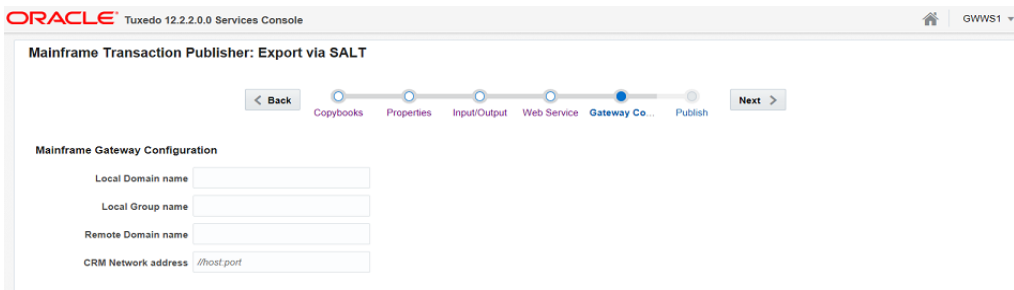 ORACLE® Tuxedo 12.2.2.0.0 Services Console GWWS1
Mainframe Transaction Publisher: Export via SALT
Back Next
Copybooks Properties Input/Output Web Service Gateway Co... Publish
Mainframe Gateway Configuration
Local Domain name
Local Group name
Remote Domain name
CRM Network address //host:port